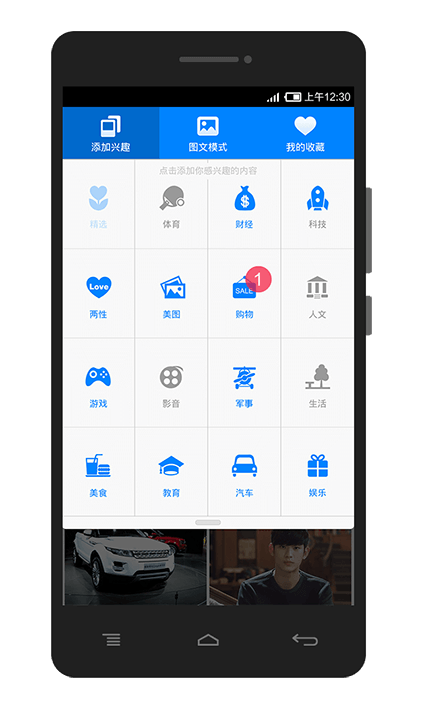 上午12:30
添加兴趣 图文模式 我的收藏
点击添加你感兴趣的内容
精选 体育 财经 科技
Love
1
SALE
两性 美图 购物 人文
游戏 影音 军事 生活
美食 教育 汽车 娱乐